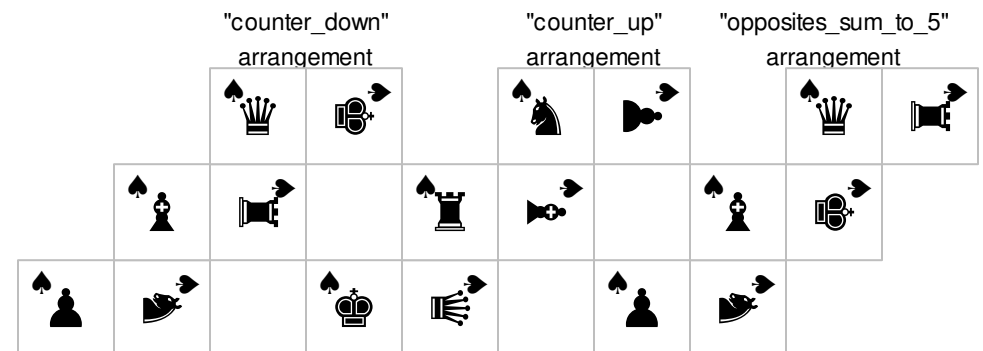 "counter_down" "counter_up" "opposites_sum_to_5"
arrangement arrangement arrangement